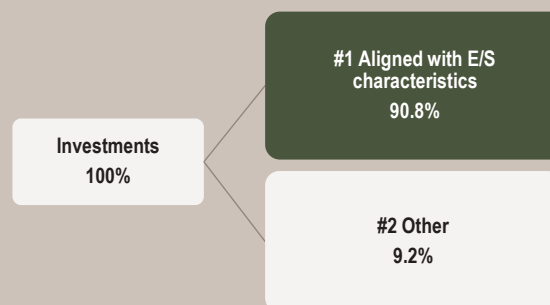 #1 Aligned with E/S
characteristics
90.8%
Investments
100%
#2 Other
9.2%